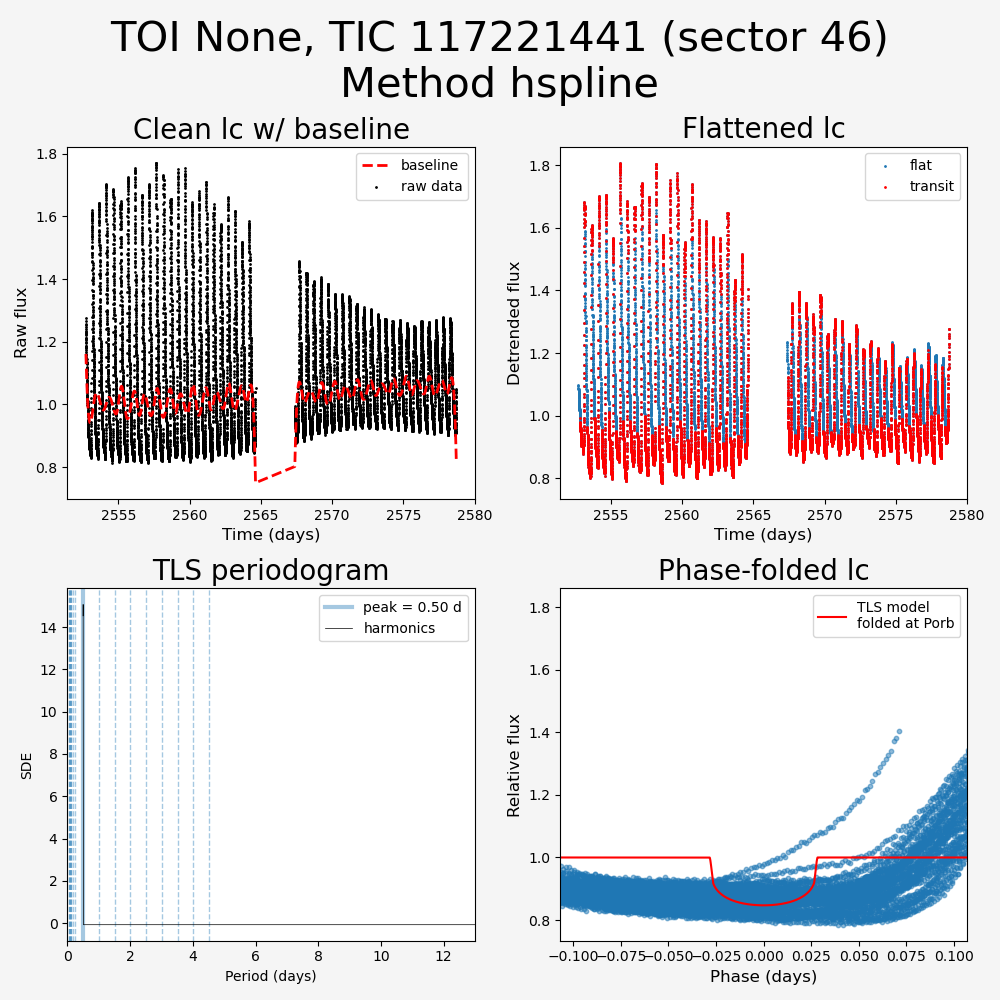 TOI None, TIC 117221441 (sector 46)
Method hspline
Clean lc w/ baseline
Raw flux
1.8
1.6
1.4
1.2
1.0
0.8
baseline
raw data
2555 2560 2565 2570 2575 2580
Time (days)
Flattened lc
Detrended flux
1.8
1.6
1.4
1.2
1.0
0.8
flat
transit
2555 2560 2565 2570 2575 2580
Time (days)
TLS periodogram
SDE
14
12
10
8
6
4
2
0
peak = 0.50 d
harmonics
0 2 4 6 8 10 12
Period (days)
Phase-folded lc
Relative flux
1.8
1.6
1.4
1.2
1.0
0.8
TLS model
folded at Porb
−0.100 −0.075 −0.050 −0.025 0.000 0.025 0.050 0.075 0.100
Phase (days)